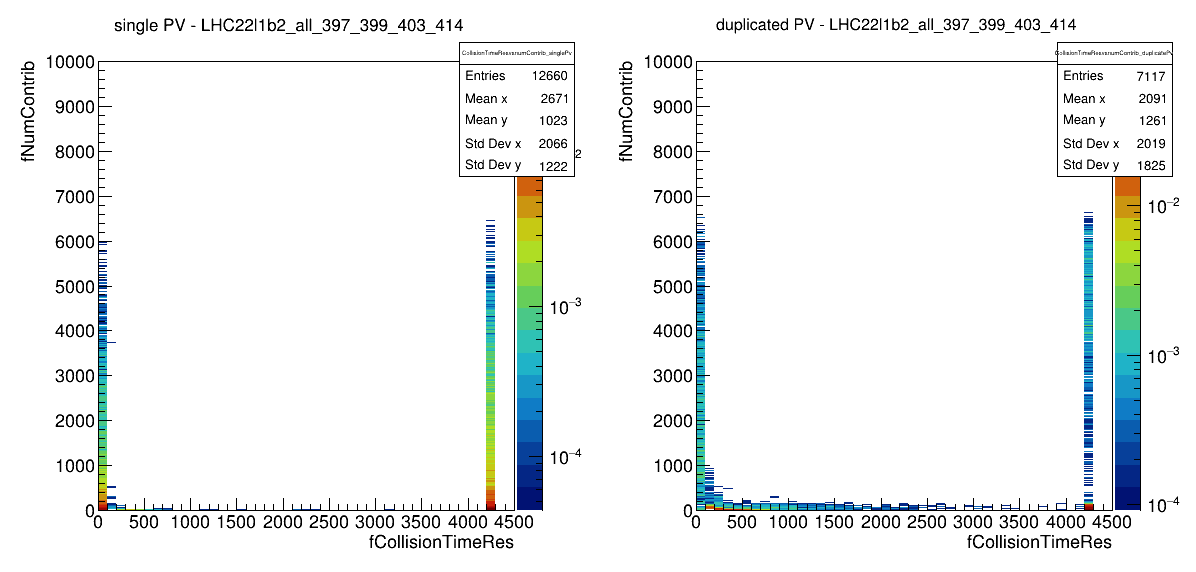 single PV - LHC22l1b2_all_397_399_403_414
CollisionTimeResvsnumContrib_singlePv
Entries 12660
Mean x 2671
Mean y 1023
Std Dev x 2066
Std Dev y 1222
fNumContrib
10000
9000
8000
7000
6000
5000
4000
3000
2000
1000
0
0 500 1000 1500 2000 2500 3000 3500 4000 4500
fCollisionTimeRes
2
10−3
10−4
duplicated PV - LHC22l1b2_all_397_399_403_414
CollisionTimeResvsnumContrib_duplicatePv
Entries 7117
Mean x 2091
Mean y 1261
Std Dev x 2019
Std Dev y 1825
fNumContrib
10000
9000
8000
7000
6000
5000
4000
3000
2000
1000
0
0 500 1000 1500 2000 2500 3000 3500 4000 4500
fCollisionTimeRes
10−2
10−3
10−4